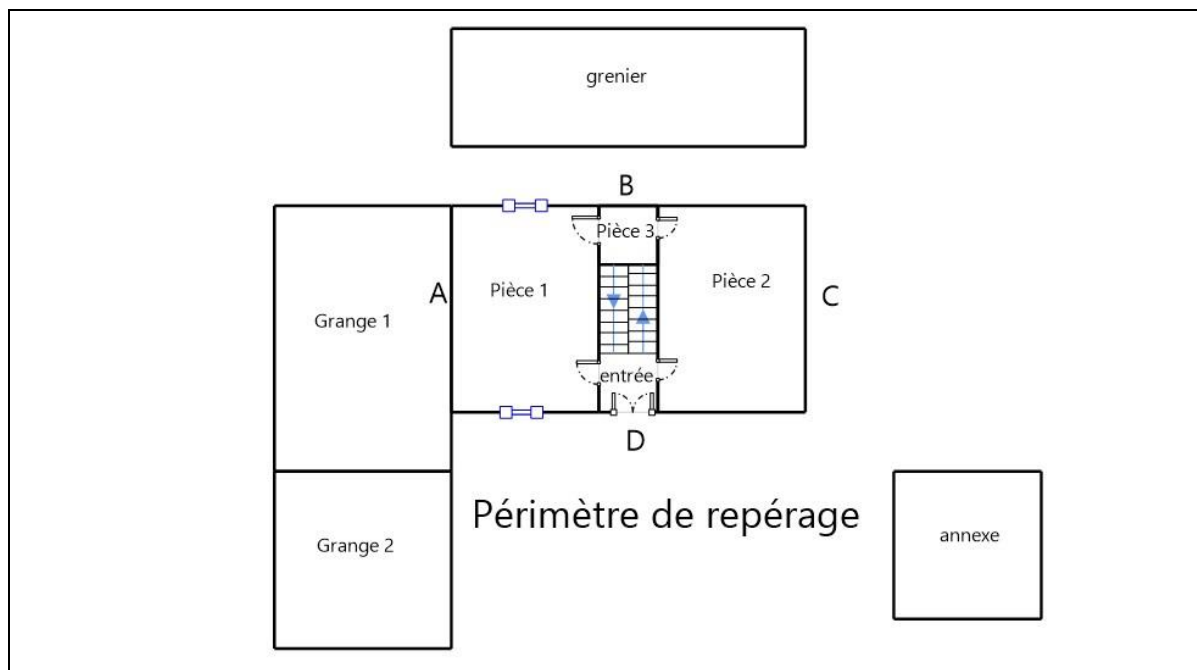 grenier
B
Pièce 3
A
Pièce 1
Pièce 2
C
Grange 1
entrée
D
Périmètre de repérage
Grange 2
annexe